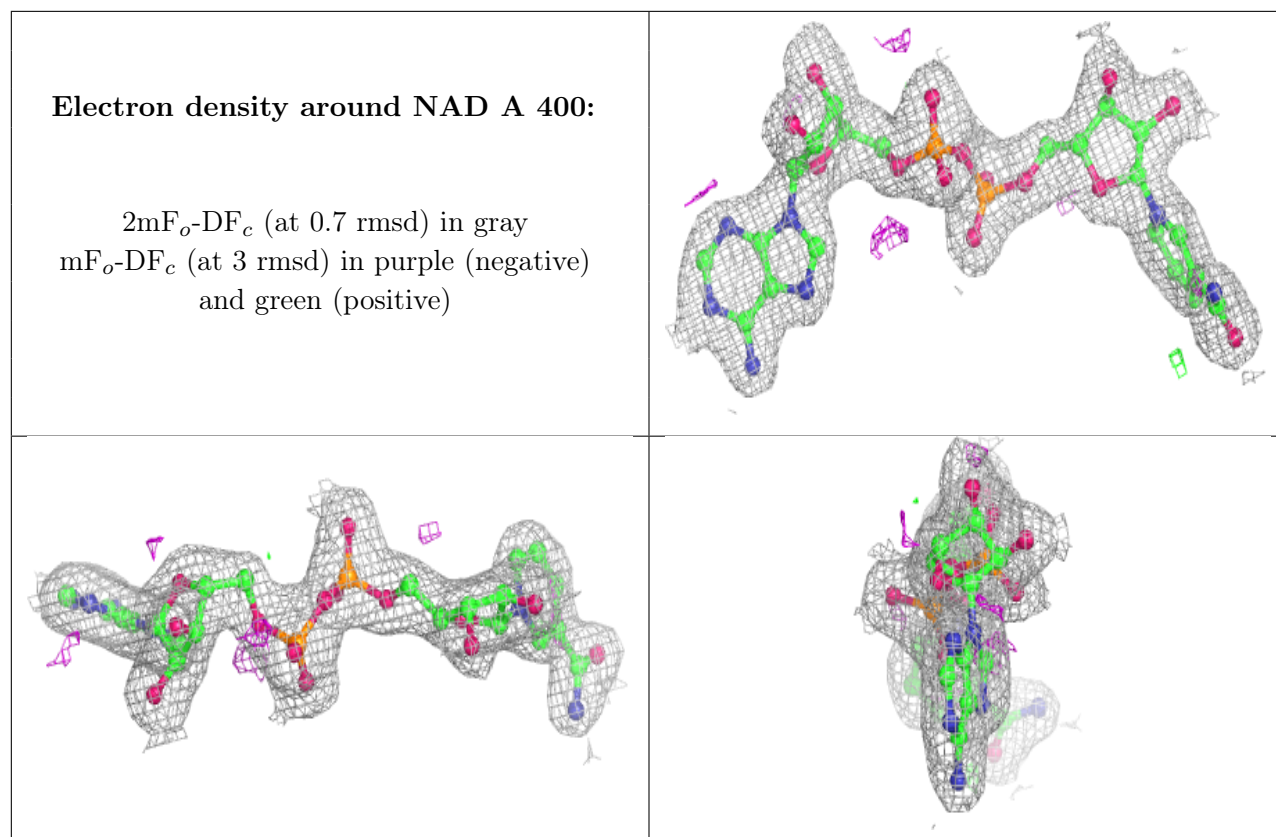 Electron density around NAD A 400:
2mFₒ-DF𝑐 (at 0.7 rmsd) in gray
mFₒ-DF𝑐 (at 3 rmsd) in purple (negative)
and green (positive)